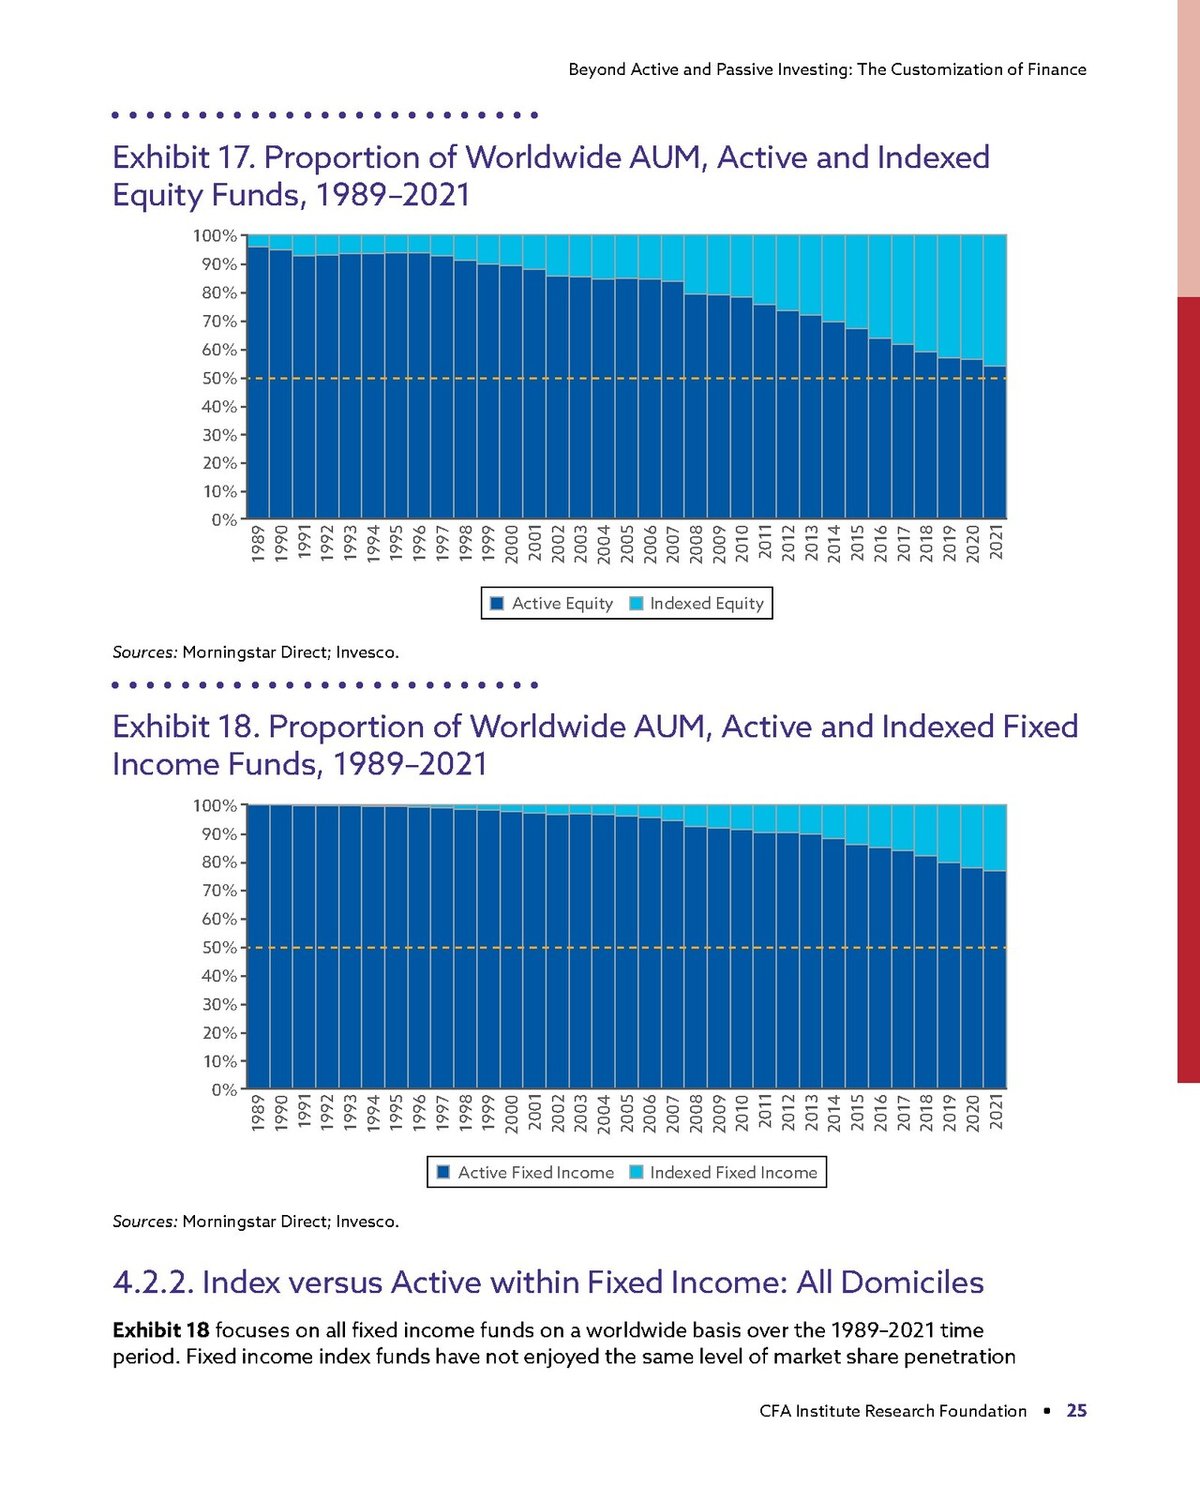 Beyond Active and Passive Investing: The Customization of Finance
Exhibit 17. Proportion of Worldwide AUM, Active and Indexed
Equity Funds, 1989–2021
100%
90%
80%
70%
60%
50%
40%
30%
20%
10%
0%
1989 1990 1991 1992 1993 1994 1995 1996 1997 1998 1999 2000 2001 2002 2003 2004 2005 2006 2007 2008 2009 2010 2011 2012 2013 2014 2015 2016 2017 2018 2019 2020 2021
Active Equity Indexed Equity
Sources: Morningstar Direct; Invesco.
Exhibit 18. Proportion of Worldwide AUM, Active and Indexed Fixed
Income Funds, 1989–2021
100%
90%
80%
70%
60%
50%
40%
30%
20%
10%
0%
1989 1990 1991 1992 1993 1994 1995 1996 1997 1998 1999 2000 2001 2002 2003 2004 2005 2006 2007 2008 2009 2010 2011 2012 2013 2014 2015 2016 2017 2018 2019 2020 2021
Active Fixed Income Indexed Fixed Income
Sources: Morningstar Direct; Invesco.
4.2.2. Index versus Active within Fixed Income: All Domiciles
Exhibit 18 focuses on all fixed income funds on a worldwide basis over the 1989–2021 time
period. Fixed income index funds have not enjoyed the same level of market share penetration
CFA Institute Research Foundation • 25